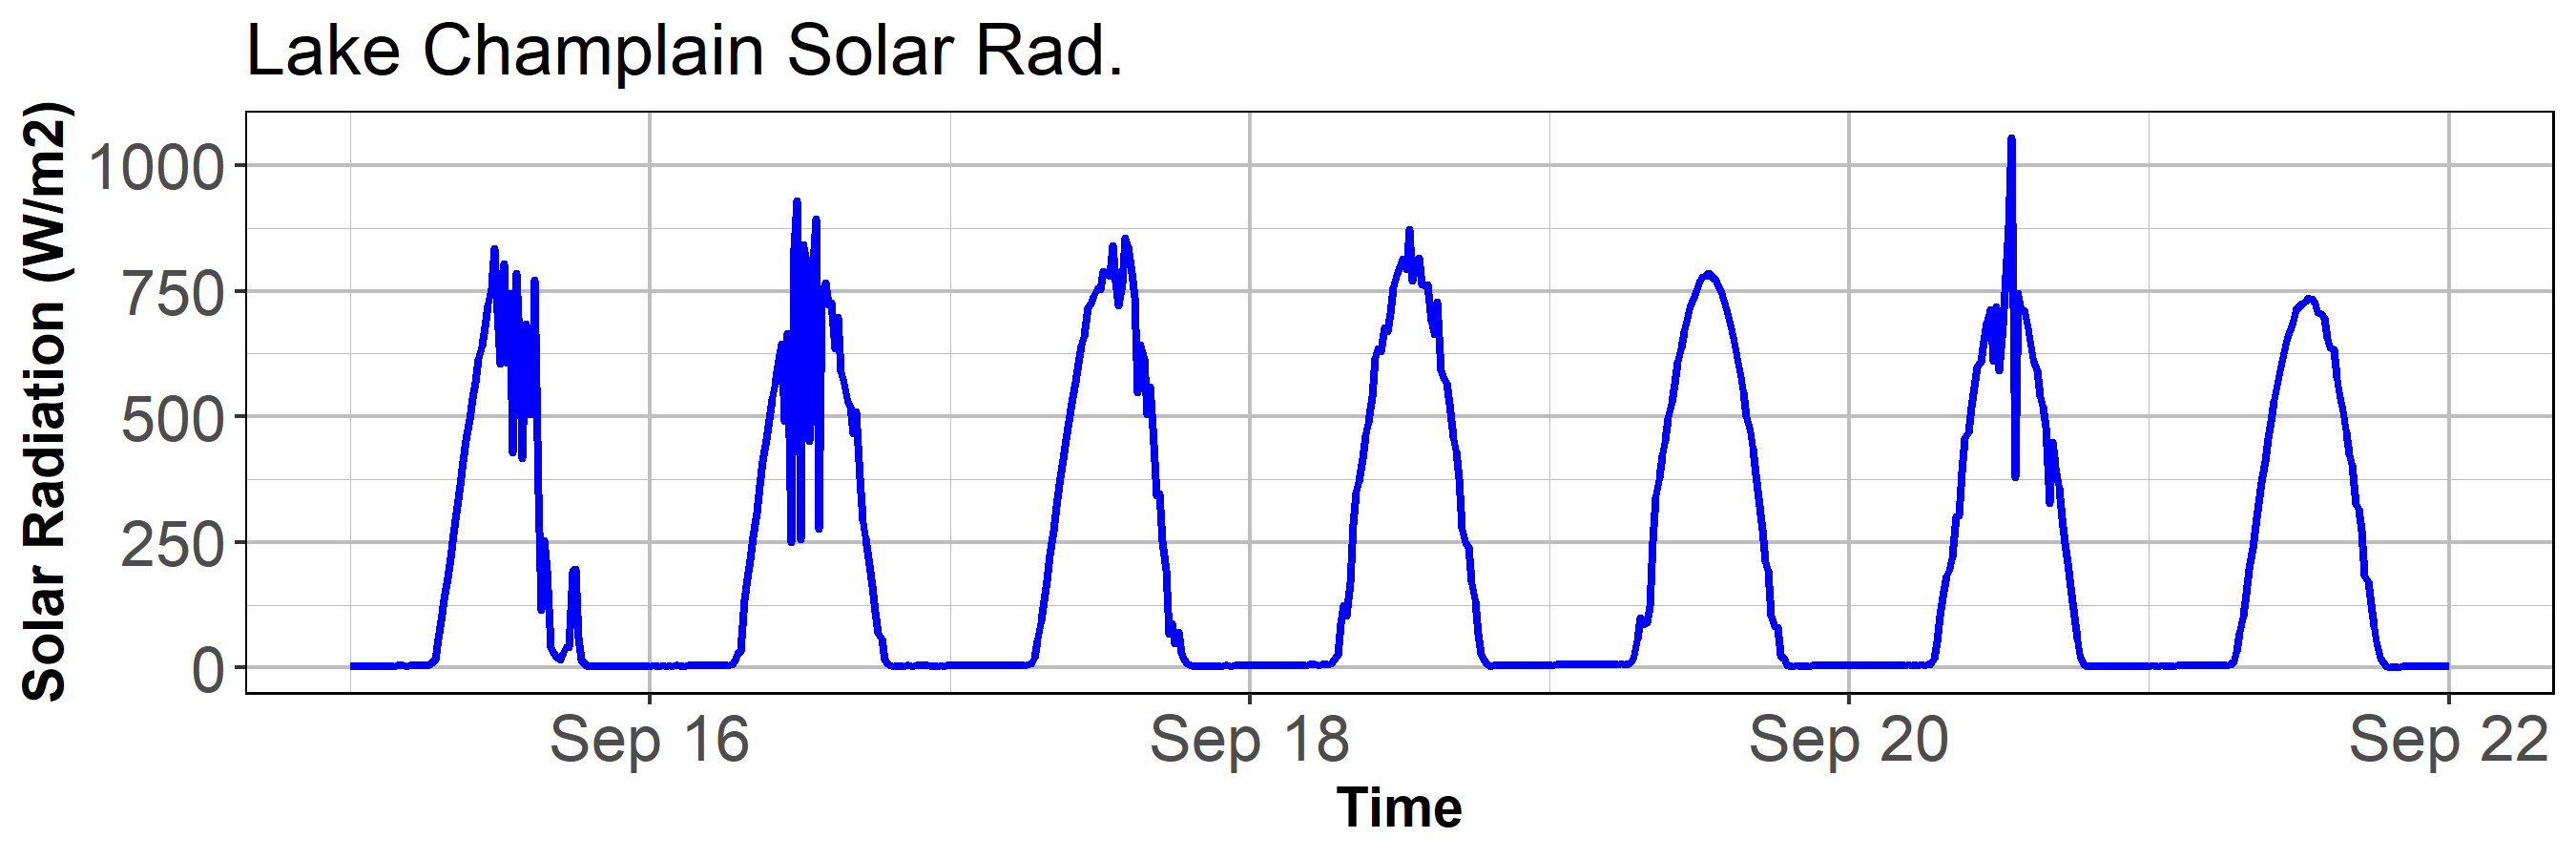 Lake Champlain Solar Rad.
Solar Radiation (W/m2)
1000
750
500
250
0
Sep 16
Sep 18
Sep 20
Sep 22
Time